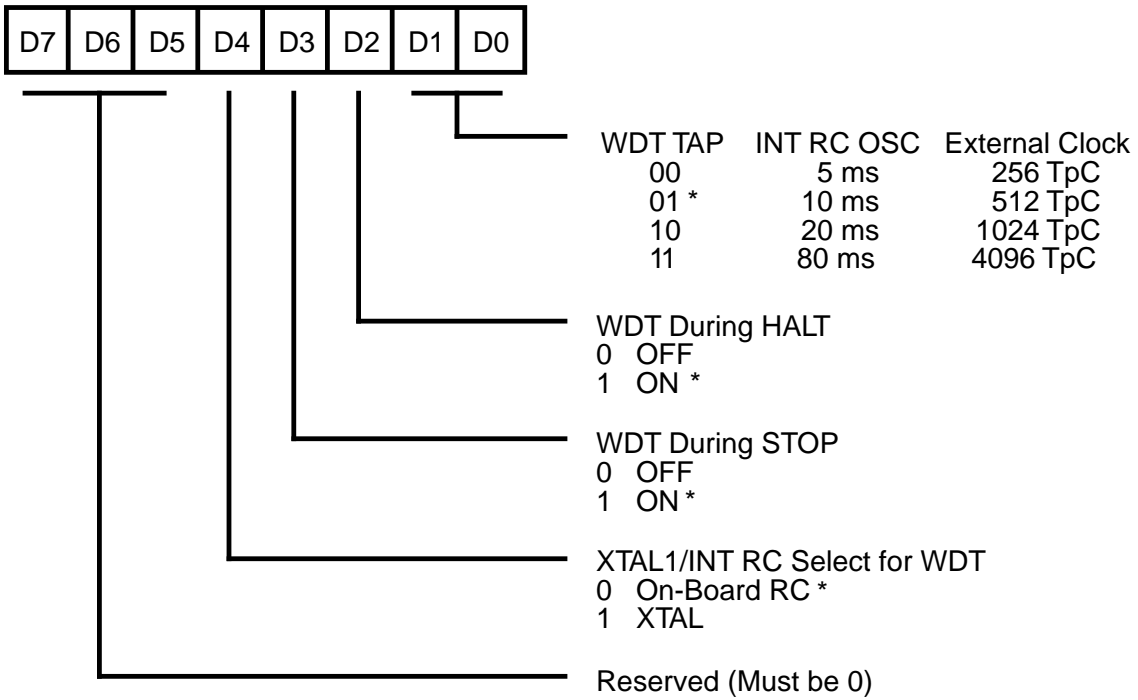 D7 D6 D5 D4 D3 D2 D1 D0
WDT TAP INT RC OSC External Clock
00 5 ms 256 TpC
01 * 10 ms 512 TpC
10 20 ms 1024 TpC
11 80 ms 4096 TpC
WDT During HALT
0 OFF
1 ON *
WDT During STOP
0 OFF
1 ON *
XTAL1/INT RC Select for WDT
0 On-Board RC *
1 XTAL
Reserved (Must be 0)